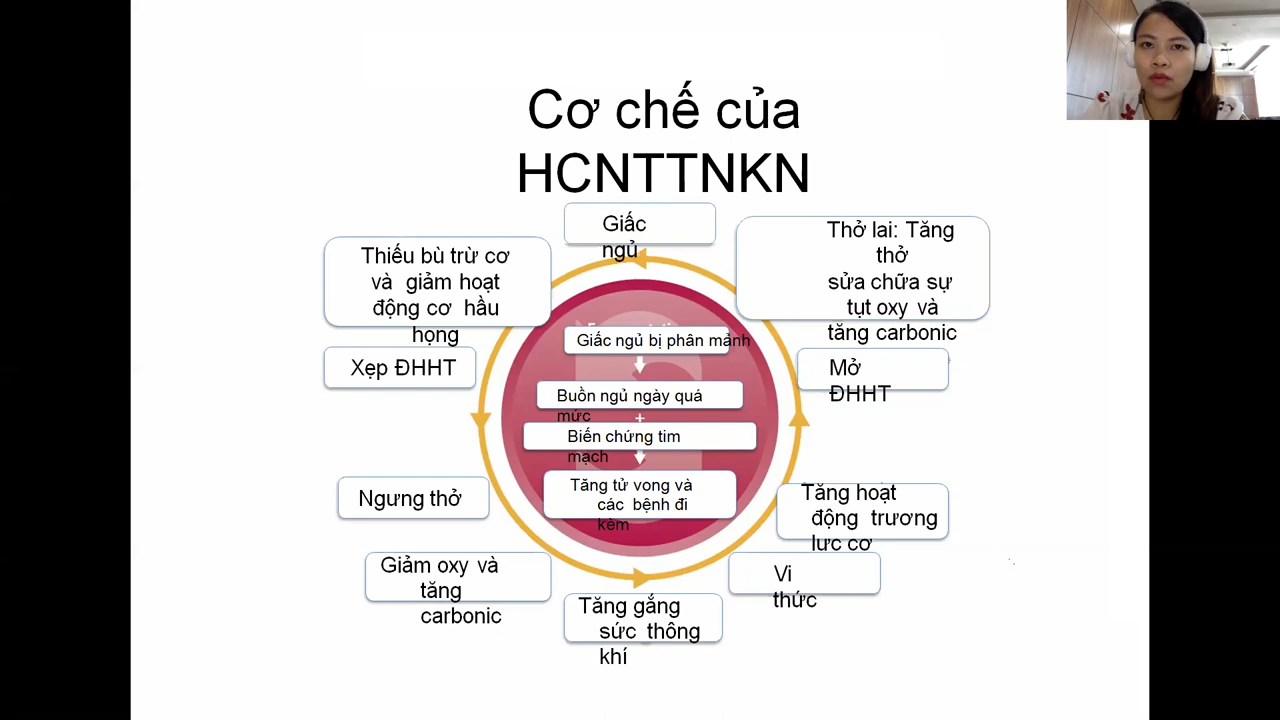 Cơ chế của
HCNTTNKN
Giấc
ngủ
Thiếu bù trừ cơ
và giảm hoạt
động cơ hầu
họng
Xẹp ĐHHT
Ngưng thở
Giảm oxy và
tăng
carbonic
Tăng gắng
sức thông
khí
Vi
thức
Tăng hoạt
động trương
lực cơ
Mở
ĐHHT
Thở lai: Tăng
thở
sửa chữa sự
tụt oxy và
tăng carbonic
Giấc ngủ bị phân mảnh
Buồn ngủ ngày quá
mức
+
Biến chứng tim
mạch
Tăng tử vong và
các bệnh đi
kèm